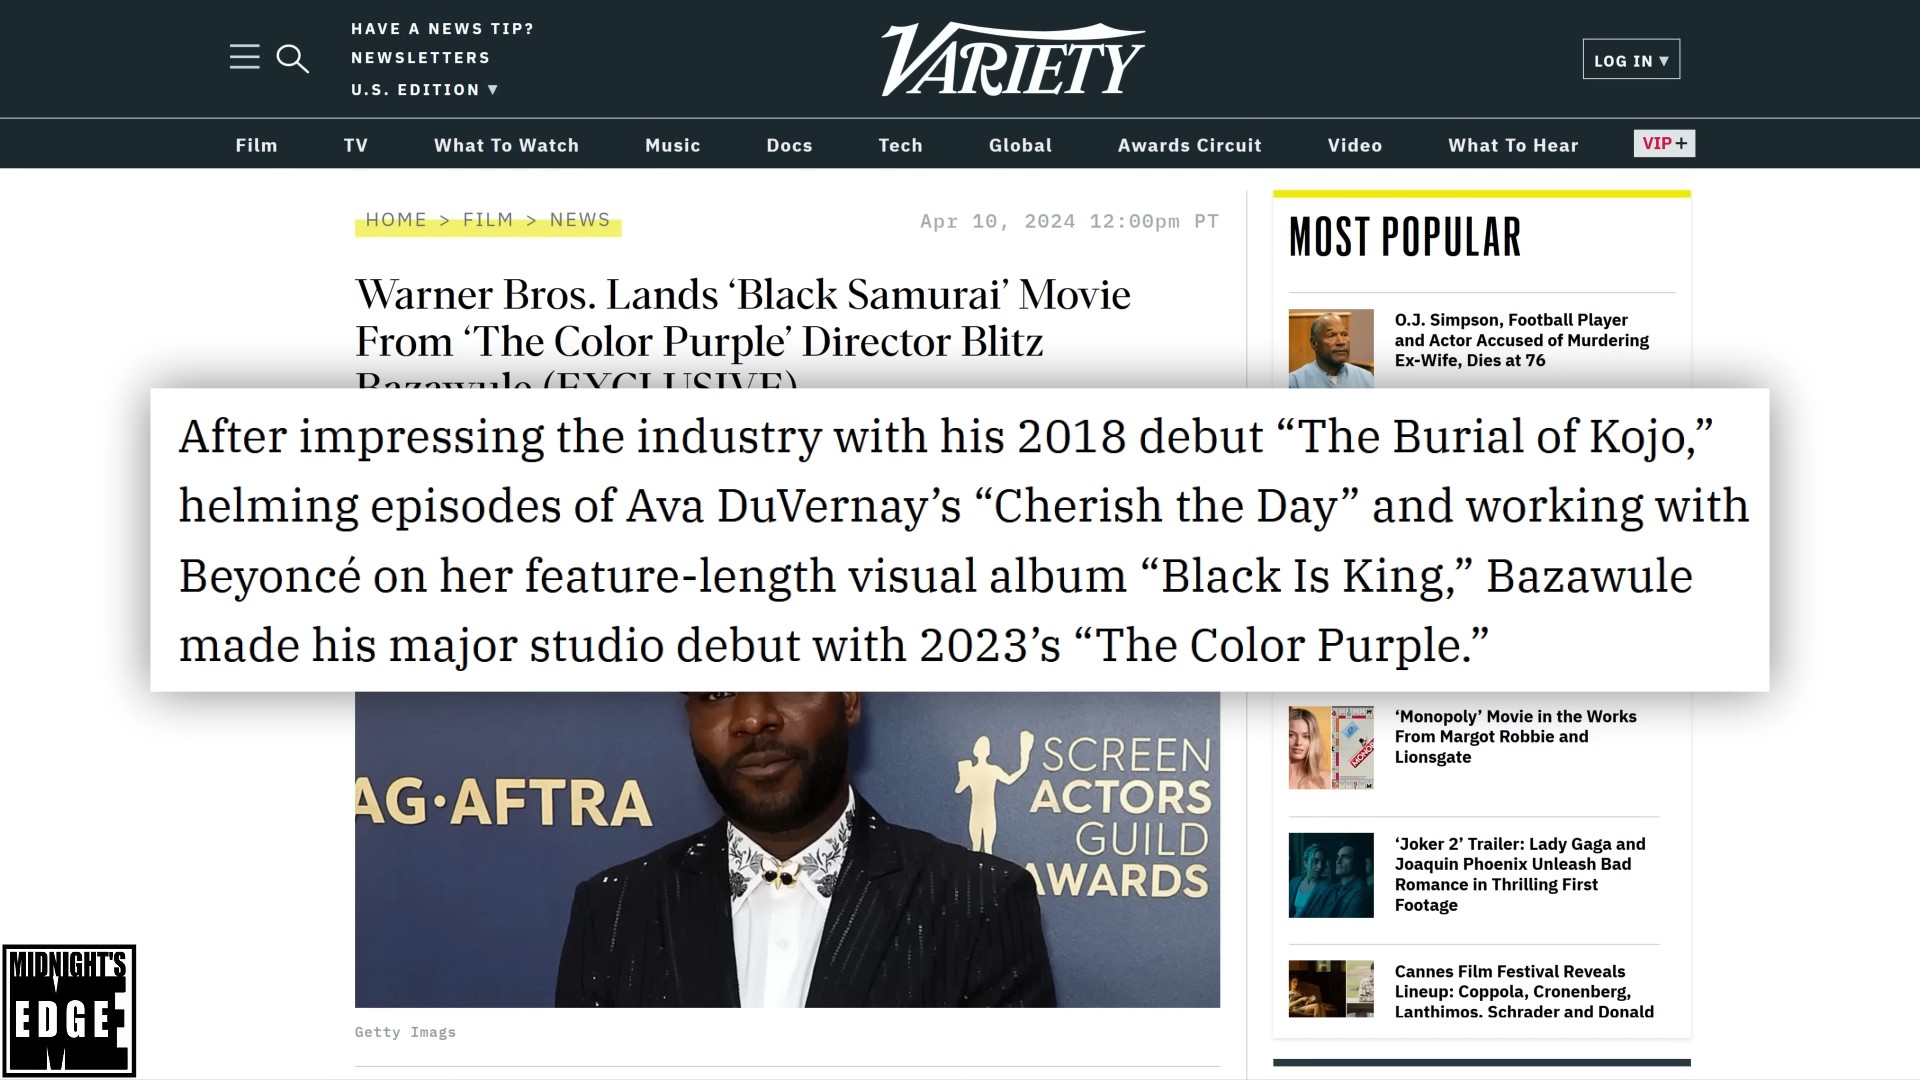 HAVE A NEWS TIP?
NEWSLETTERS
U.S. EDITION ▼
VARIETY
LOG IN ▼
Film TV What To Watch Music Docs Tech Global Awards Circuit Video What To Hear VIP+
HOME > FILM > NEWS
Apr 10, 2024 12:00pm PT
Warner Bros. Lands ‘Black Samurai’ Movie
From ‘The Color Purple’ Director Blitz
Bazawule (EXCLUSIVE)
After impressing the industry with his 2018 debut “The Burial of Kojo,”
helming episodes of Ava DuVernay’s “Cherish the Day” and working with
Beyoncé on her feature-length visual album “Black Is King,” Bazawule
made his major studio debut with 2023’s “The Color Purple.”
AG·AFTRA
SCREEN
ACTORS
GUILD
AWARDS
Getty Imags
MOST POPULAR
O.J. Simpson, Football Player
and Actor Accused of Murdering
Ex-Wife, Dies at 76
‘Monopoly’ Movie in the Works
From Margot Robbie and
Lionsgate
‘Joker 2’ Trailer: Lady Gaga and
Joaquin Phoenix Unleash Bad
Romance in Thrilling First
Footage
Cannes Film Festival Reveals
Lineup: Coppola, Cronenberg,
Lanthimos, Schrader and Donald
MIDNIGHT'S
EDGE